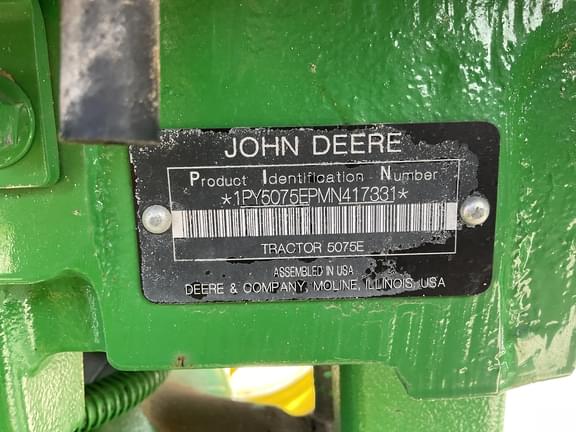 JOHN DEERE
Product Identification Number
*1PY5075EPMN417331*
TRACTOR 5075E
ASSEMBLED IN USA
DEERE & COMPANY, MOLINE, ILLINOIS, USA